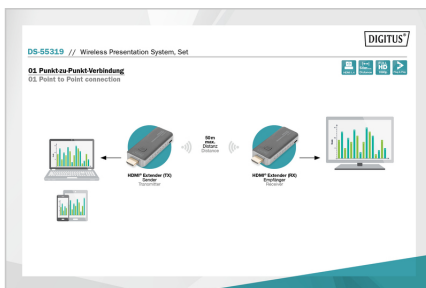 DIGITUS®
DS-55319 // Wireless Presentation System, Set
01 Punkt-zu-Punkt-Verbindung
01 Point to Point connection
50m
max.
Distanz
Distance
HDMI® Extender (TX)
Sender
Transmitter
HDMI® Extender (RX)
Empfänger
Receiver